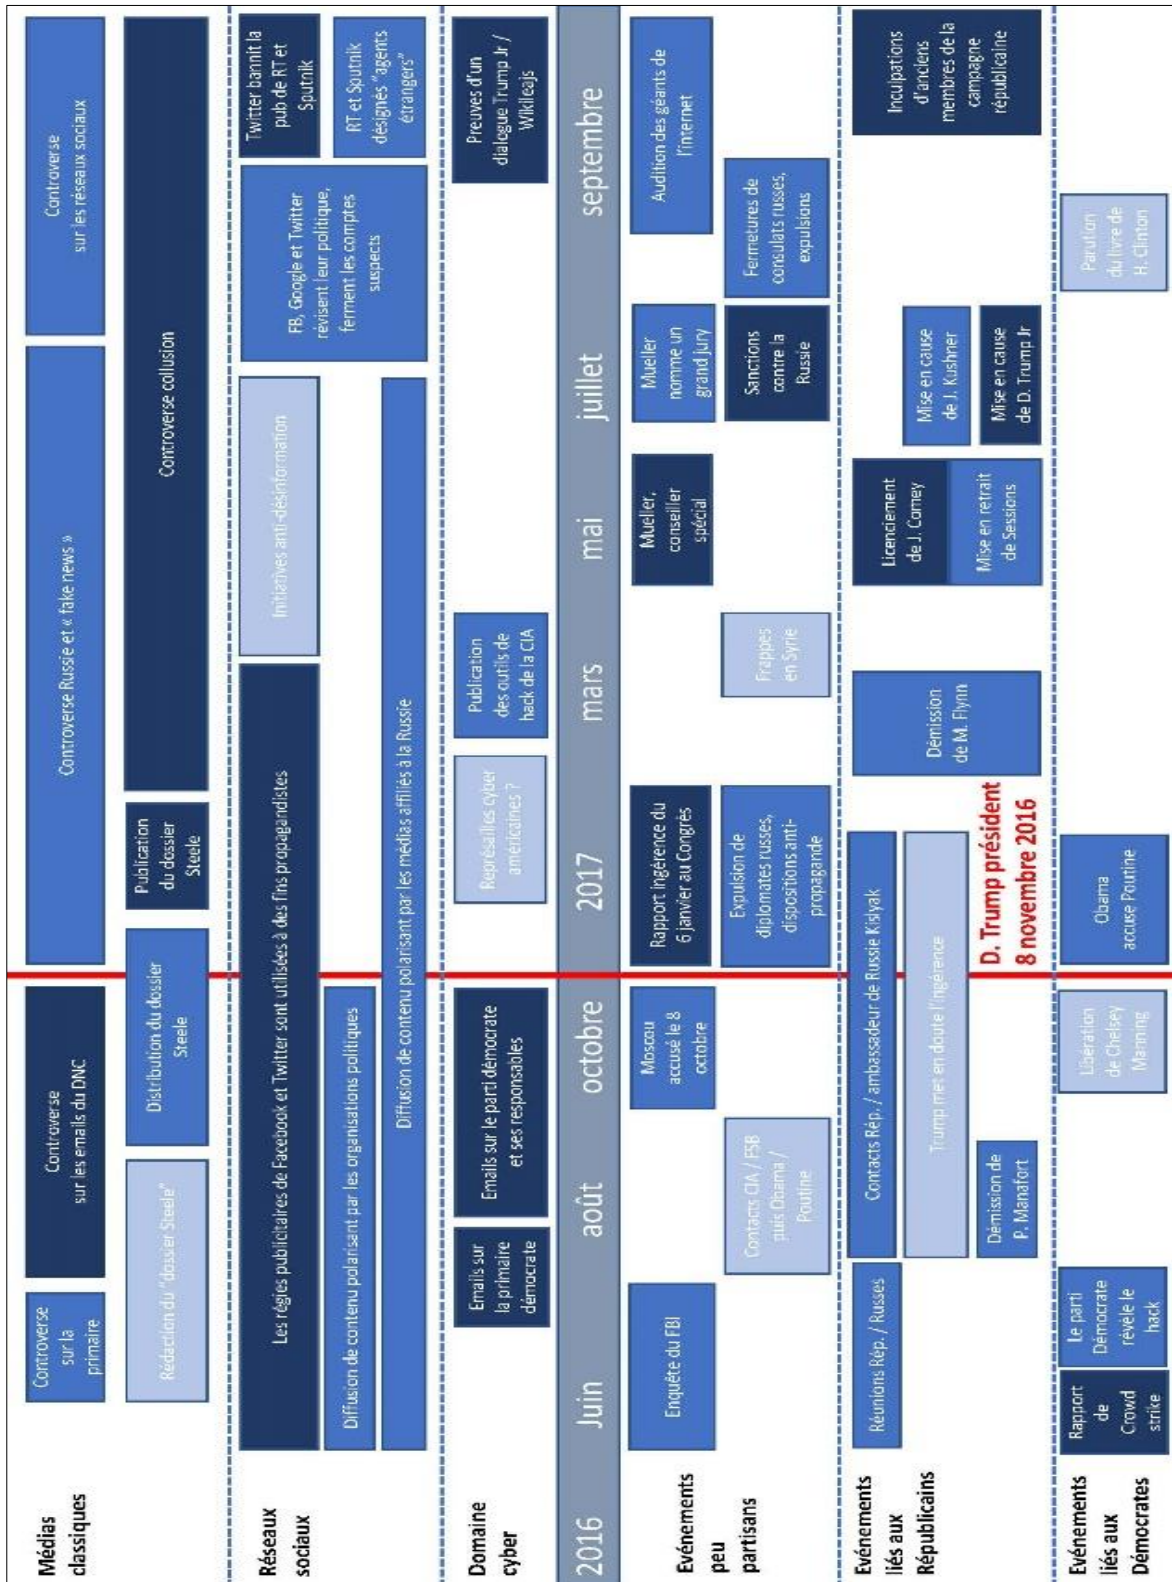 Médias
classiques
Controverse
sur la
primaire
Controverse
sur les emails du DNC
Controverse Russie et « fake news »
Controverse
sur les réseaux sociaux
Rédaction du "dossier Steele"
Distribution du dossier
Steele
Publication
du dossier
Steele
Controverse collusion
Réseaux
sociaux
Les régies publicitaires de Facebook et Twitter sont utilisées à des fins propagandistes
Initiatives anti-désinformation
FB, Google et Twitter
révisent leur politique,
ferment les comptes
suspects
Twitter bannit la
pub de RT et
Sputnik
RT et Sputnik
désignés "agents
étrangers"
Diffusion de contenu polarisant par les organisations politiques
Diffusion de contenu polarisant par les médias affiliés à la Russie
Domaine
cyber
Emails sur
la primaire
démocrate
Emails sur le parti démocrate
et ses responsables
Représailles cyber
américaines ?
Publication
des outils de
hack de la CIA
Preuves d'un
dialogue Trump Jr /
Wikileajs
2016
Juin
août
octobre
2017
mars
mai
juillet
septembre
Evénements
peu
partisans
Enquête du FBI
Moscou
accusé le 8
octobre
Rapport ingérence du
6 janvier au Congrès
Mueller,
conseiller
spécial
Mueller
nomme un
grand jury
Audition des géants de
l'internet
Contacts CIA / FSB
puis Obama /
Poutine
Expulsion de
diplomates russes,
dispositions anti-
propagande
Frappes
en Syrie
Sanctions
contre la
Russie
Fermetures de
consulats russes,
expulsions
Evénements
liés aux
Républicains
Réunions Rép. / Russes
Contacts Rép. / ambassadeur de Russie Kislyak
Trump met en doute l'ingérence
Démission de
P. Manafort
D. Trump président
8 novembre 2016
Démission
de M. Flynn
Licenciement
de J. Comey
Mise en retrait
de Sessions
Mise en cause
de J. Kushner
Mise en cause
de D. Trump Jr
Inculpations
d'anciens
membres de la
campagne
républicaine
Evénements
liés aux
Démocrates
Rapport
de
Crowd
strike
Le parti
Démocrate
révèle le
hack
Libération
de Chelsey
Manning
Obama
accuse Poutine
Parution
du livre de
H. Clinton